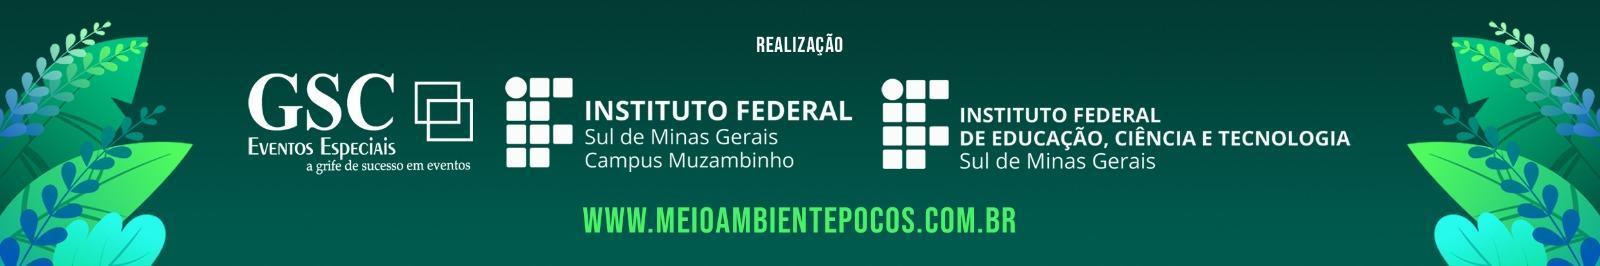 REALIZAÇÃO
GSC
EVENTOS ESPECIAIS
a grife de sucesso em eventos
INSTITUTO FEDERAL
Sul de Minas Gerais
Campus Muzambinho
INSTITUTO FEDERAL
DE EDUCAÇÃO, CIÊNCIA E TECNOLOGIA
Sul de Minas Gerais
WWW.MEIOAMBIENTEPOCOS.COM.BR